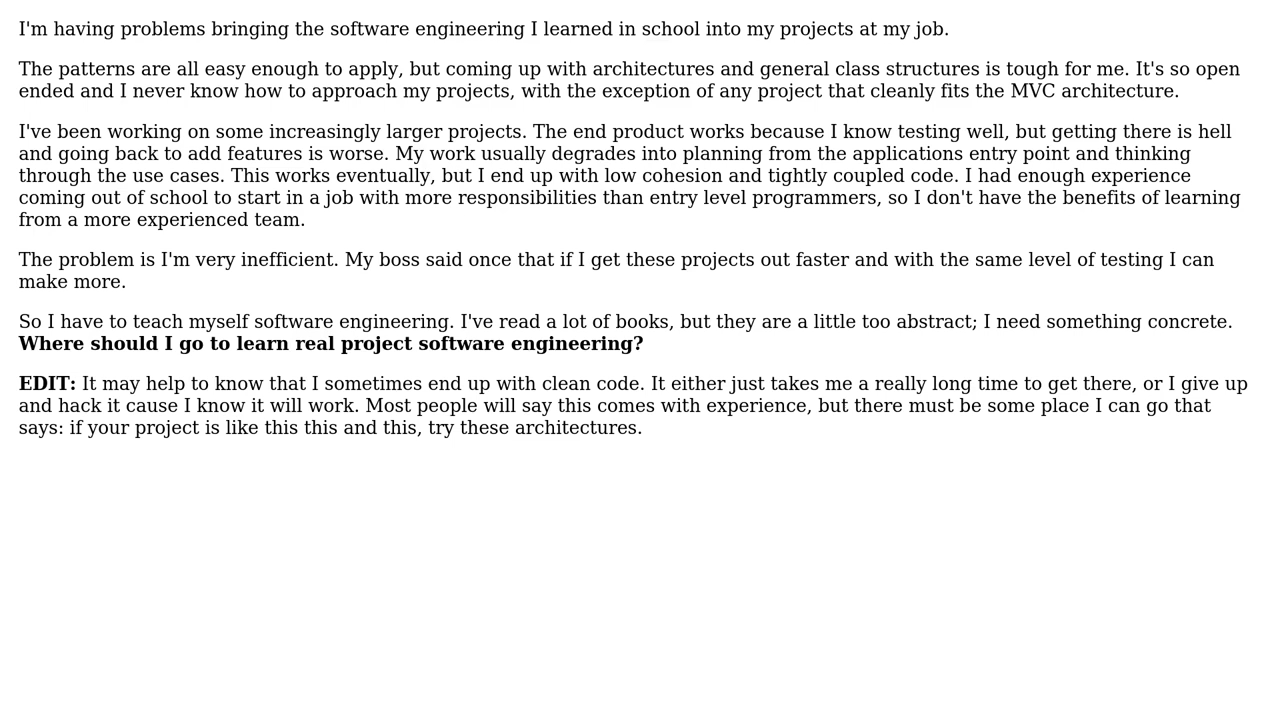 I'm having problems bringing the software engineering I learned in school into my projects at my job.
The patterns are all easy enough to apply, but coming up with architectures and general class structures is tough for me. It's so open
ended and I never know how to approach my projects, with the exception of any project that cleanly fits the MVC architecture.
I've been working on some increasingly larger projects. The end product works because I know testing well, but getting there is hell
and going back to add features is worse. My work usually degrades into planning from the applications entry point and thinking
through the use cases. This works eventually, but I end up with low cohesion and tightly coupled code. I had enough experience
coming out of school to start in a job with more responsibilities than entry level programmers, so I don't have the benefits of learning
from a more experienced team.
The problem is I'm very inefficient. My boss said once that if I get these projects out faster and with the same level of testing I can
make more.
So I have to teach myself software engineering. I've read a lot of books, but they are a little too abstract; I need something concrete.
Where should I go to learn real project software engineering?
EDIT: It may help to know that I sometimes end up with clean code. It either just takes me a really long time to get there, or I give up
and hack it cause I know it will work. Most people will say this comes with experience, but there must be some place I can go that
says: if your project is like this this and this, try these architectures.